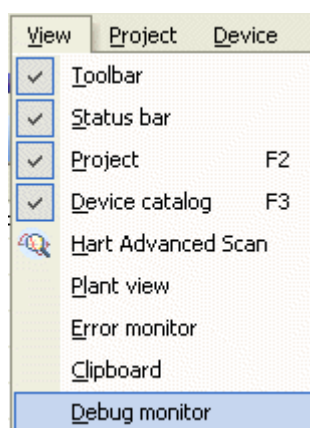 View Project Device
Toolbar
Status bar
Project F2
Device catalog F3
Hart Advanced Scan
Plant view
Error monitor
Clipboard
Debug monitor